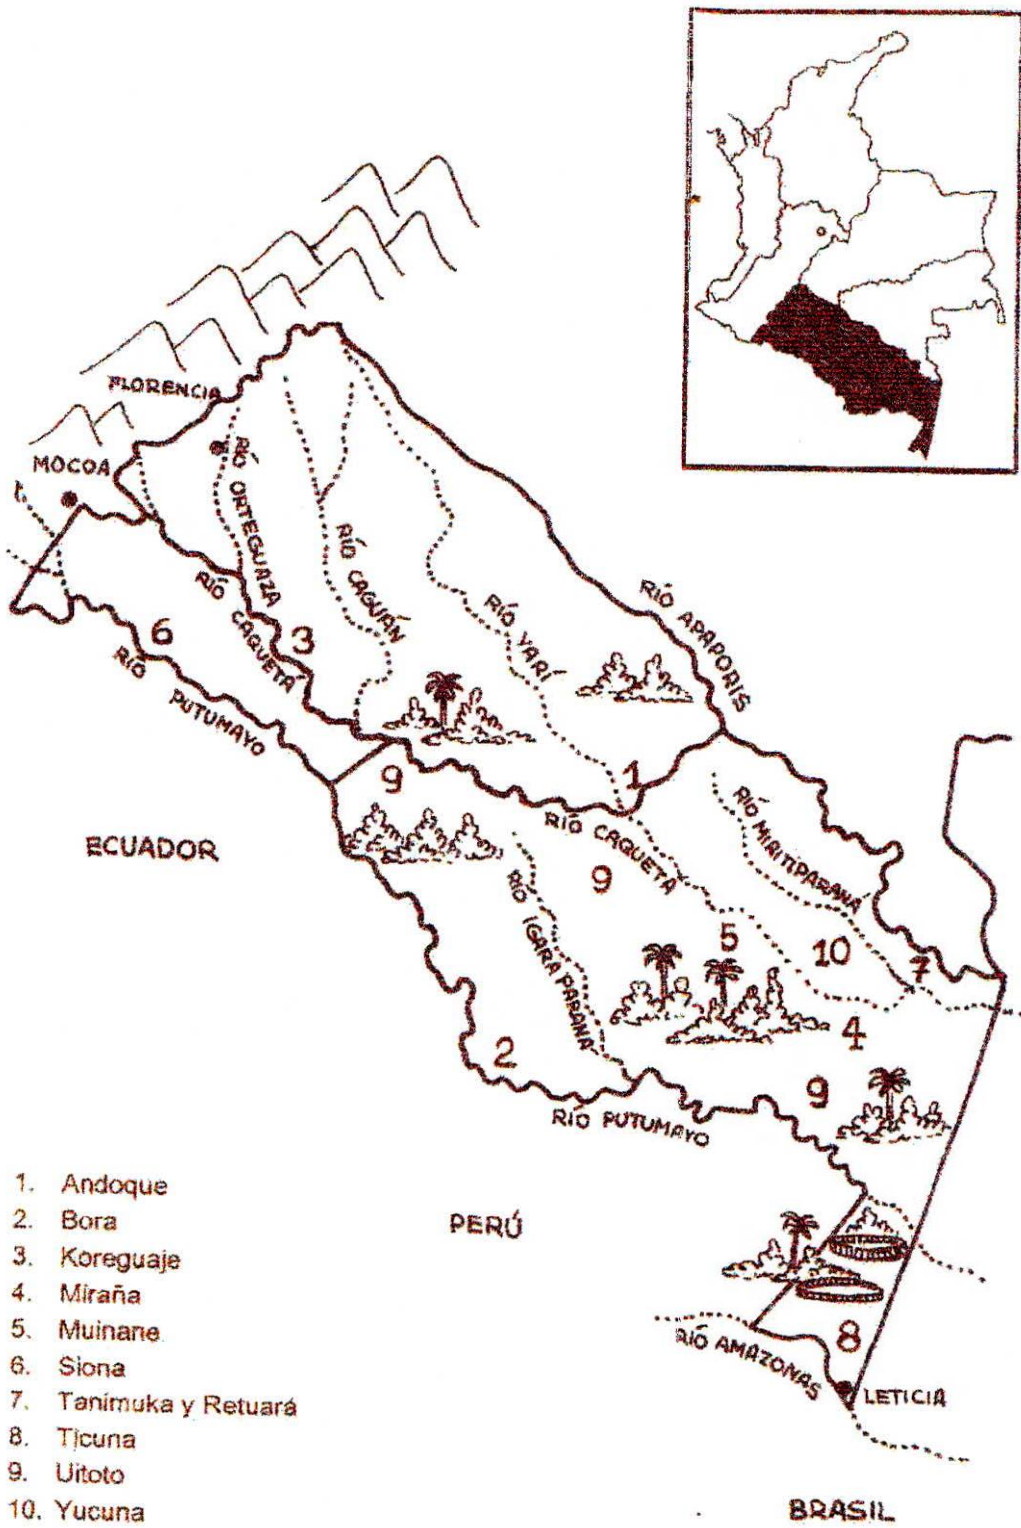 FLORENCIA
MOCOA
RÍO ORTEGUAZA
RÍO CAGUÁN
RÍO YARÍ
RÍO APAPORIS
RÍO CAQUETÁ
6
3
RÍO PUTUMAYO
9
1
ECUADOR
RÍO CAQUETÁ
RÍO MIRITIPARANÁ
9
RÍO IGARAPARANÁ
5
10
7
4
2
9
RÍO PUTUMAYO
PERÚ
8
RIÓ AMAZONAS
LETICIA
BRASIL
1. Andoque
2. Bora
3. Koreguaje
4. Miraña
5. Muinane
6. Siona
7. Tanimuka y Retuará
8. Ticuna
9. Uitoto
10. Yucuna